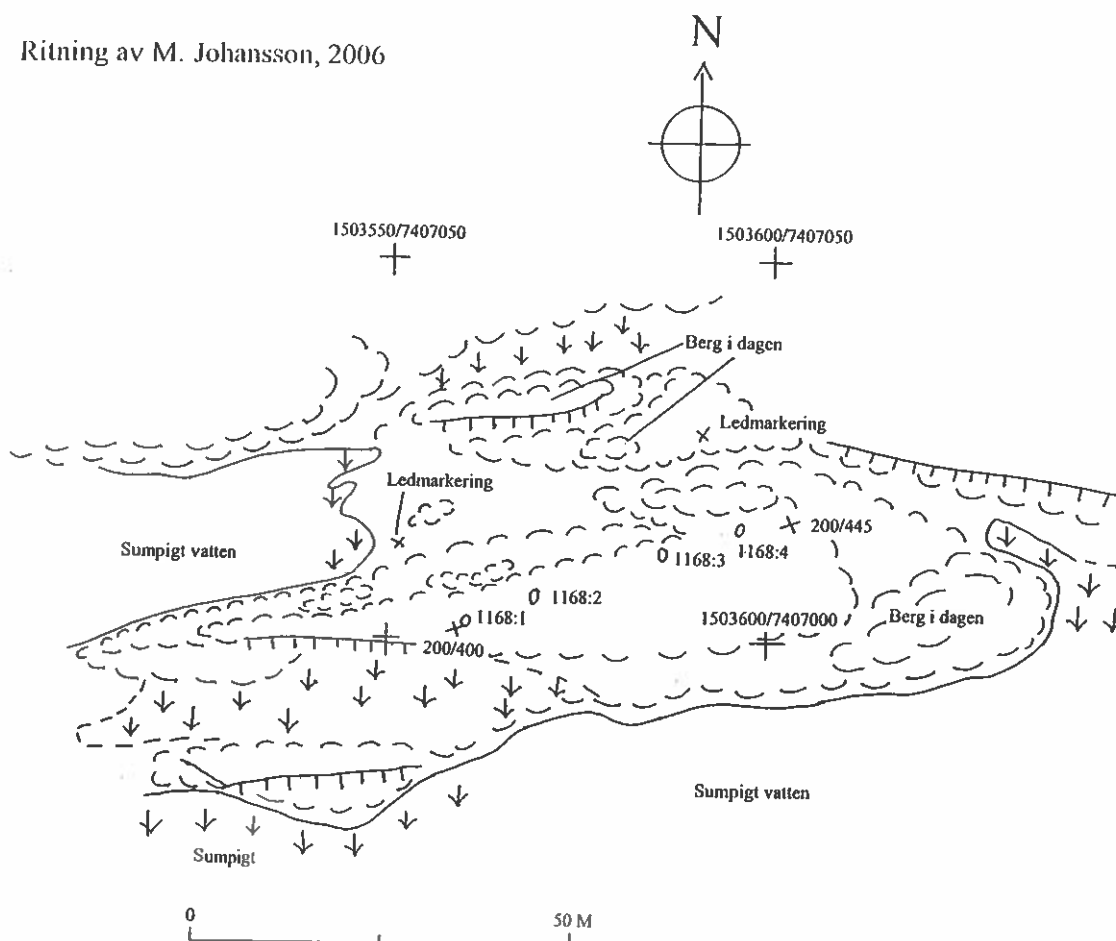 Ritning av M. Johansson, 2006
N
1503550/7407050
1503600/7407050
Berg i dagen
Ledmarkering
Ledmarkering
200/445
Sumpigt vatten
1168:3
1168:4
1168:2
1168:1
1503600/7407000
Berg i dagen
200/400
Sumpigt vatten
Sumpigt
0
50 M